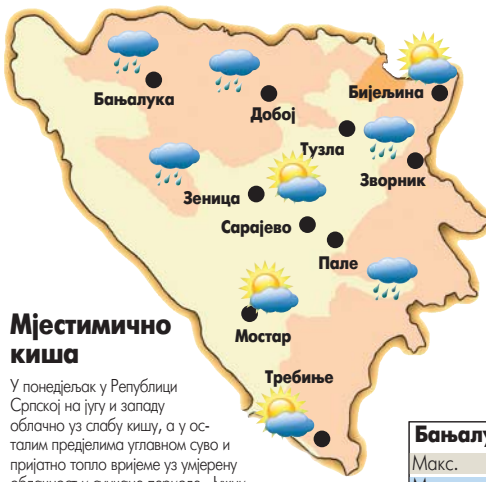 Бањалука
Добој
Бијељина
Тузла
Зворник
Зеница
Сарајево
Пале
Мостар
Требиње
Мјестимично
киша
У понедјељак у Републици
Српској на југу и западу
облачно уз слабу кишу, а у ос-
талим предјелима углавном суво и
пријатно топло вријеме уз умјерену
Макс.